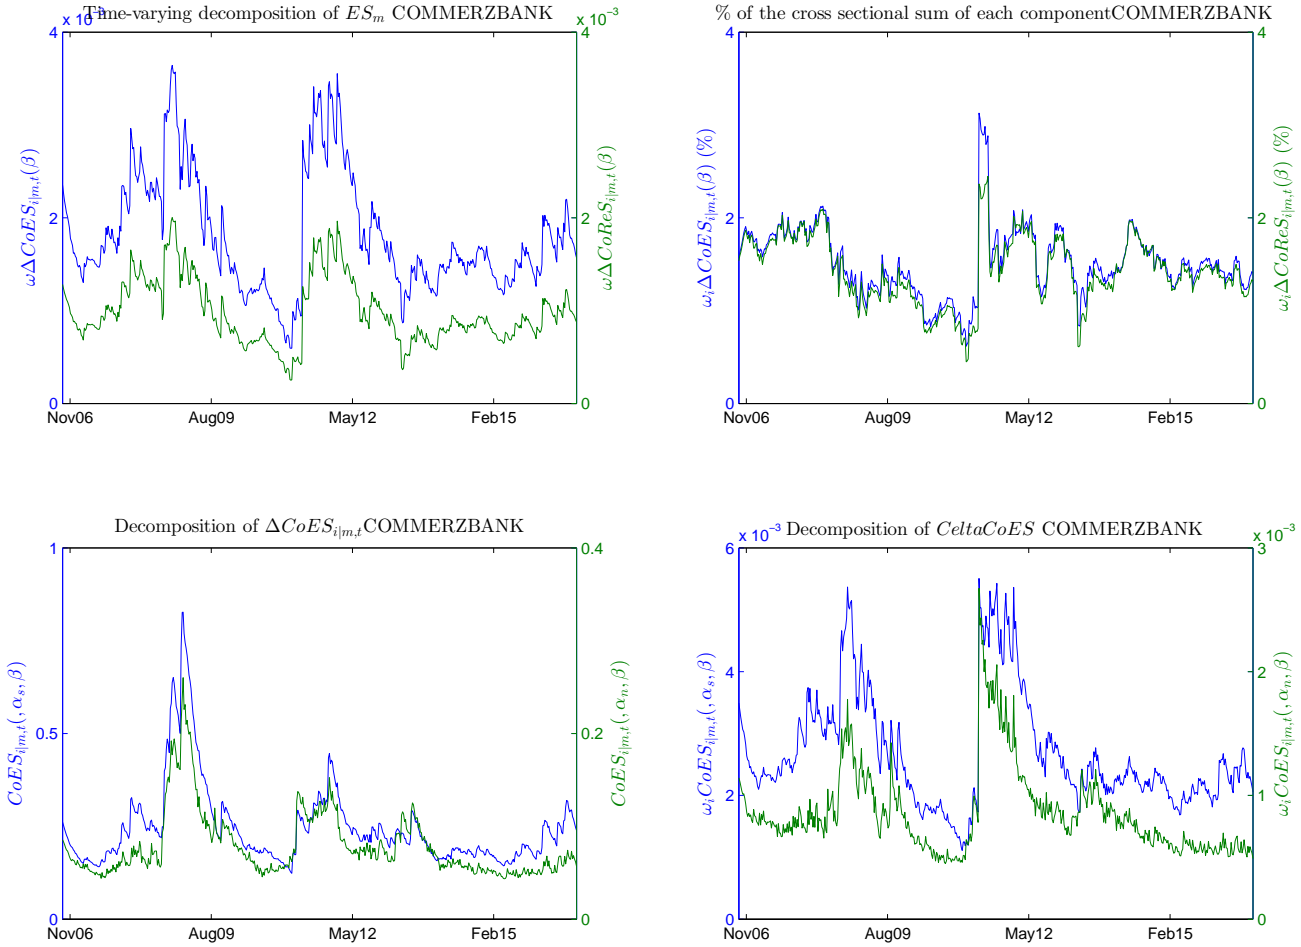 Time-varying decomposition of ES_m COMMERZBANK
x 10^-3
x 10^-3
4
2
0
4
2
0
ωΔCoES_{i|m,t}(β)
ωΔCoReS_{i|m,t}(β)
Nov06 Aug09 May12 Feb15
% of the cross sectional sum of each componentCOMMERZBANK
4
2
0
4
2
0
ω_iΔCoES_{i|m,t}(β) (%)
ω_iΔCoReS_{i|m,t}(β) (%)
Nov06 Aug09 May12 Feb15
Decomposition of ΔCoES_{i|m,t}COMMERZBANK
1
0.5
0
0.4
0.2
0
CoES_{i|m,t}(, α_s, β)
CoES_{i|m,t}(, α_n, β)
Nov06 Aug09 May12 Feb15
Decomposition of CeltaCoES COMMERZBANK
x 10^-3
x 10^-3
6
4
2
0
3
2
1
0
ω_iCoES_{i|m,t}(, α_s, β)
ω_iCoES_{i|m,t}(, α_n, β)
Nov06 Aug09 May12 Feb15